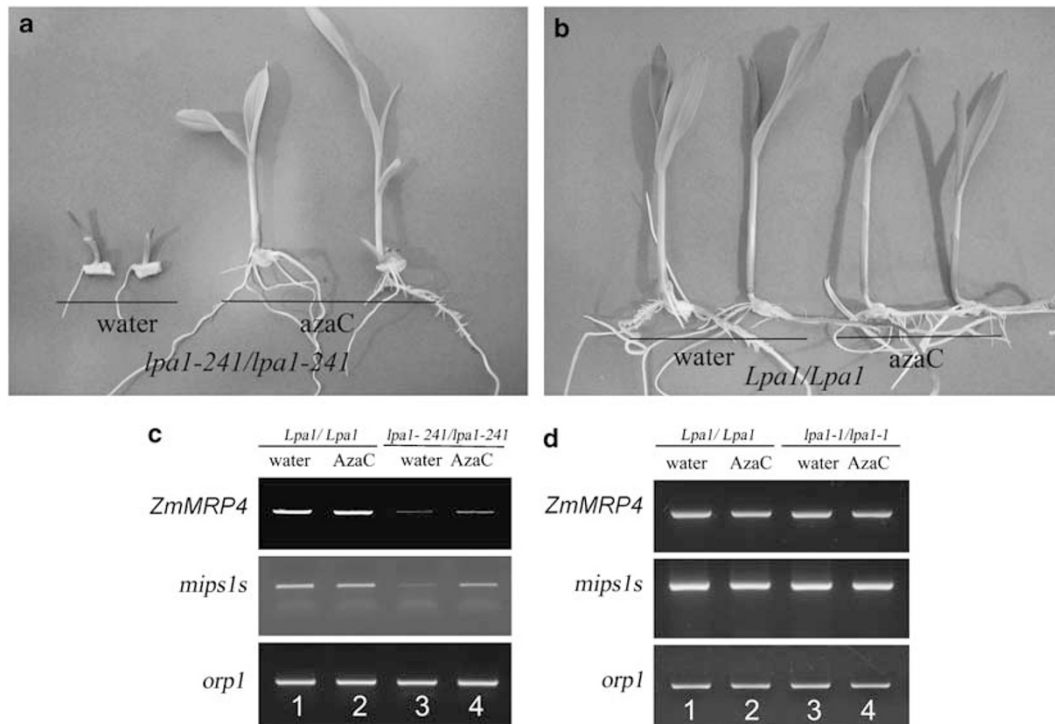 a
water
azaC
lpa1-241/lpa1-241
b
water
azaC
Lpa1/Lpa1
c
Lpa1/ Lpa1
lpa1- 241/lpa1-241
water
AzaC
water
AzaC
ZmMRP4
mips1s
orp1
1
2
3
4
d
Lpa1/ Lpa1
lpa1-1/lpa1-1
water
AzaC
water
AzaC
ZmMRP4
mips1s
orp1
1
2
3
4